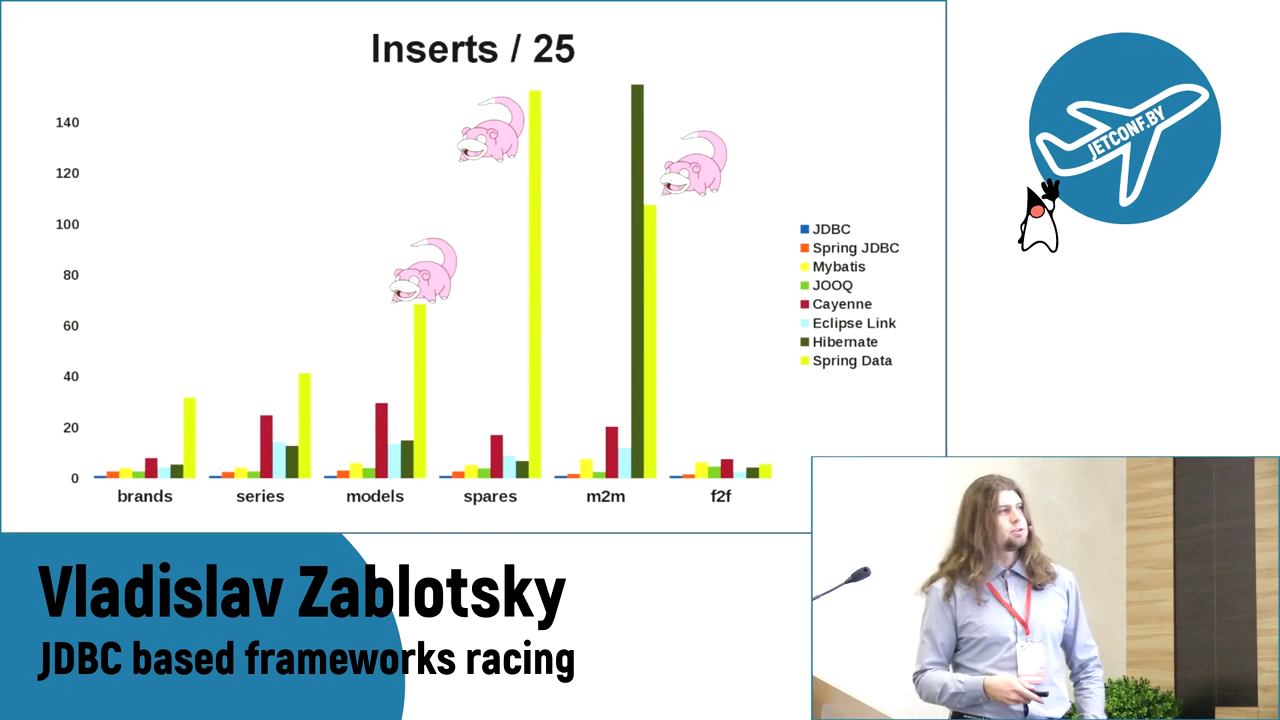 Inserts / 25
140
120
100
80
60
40
20
0
brands
series
models
spares
m2m
f2f
JDBC
Spring JDBC
Mybatis
JOOQ
Cayenne
Eclipse Link
Hibernate
Spring Data
JETCONF.BY
Vladislav Zablotsky
JDBC based frameworks racing